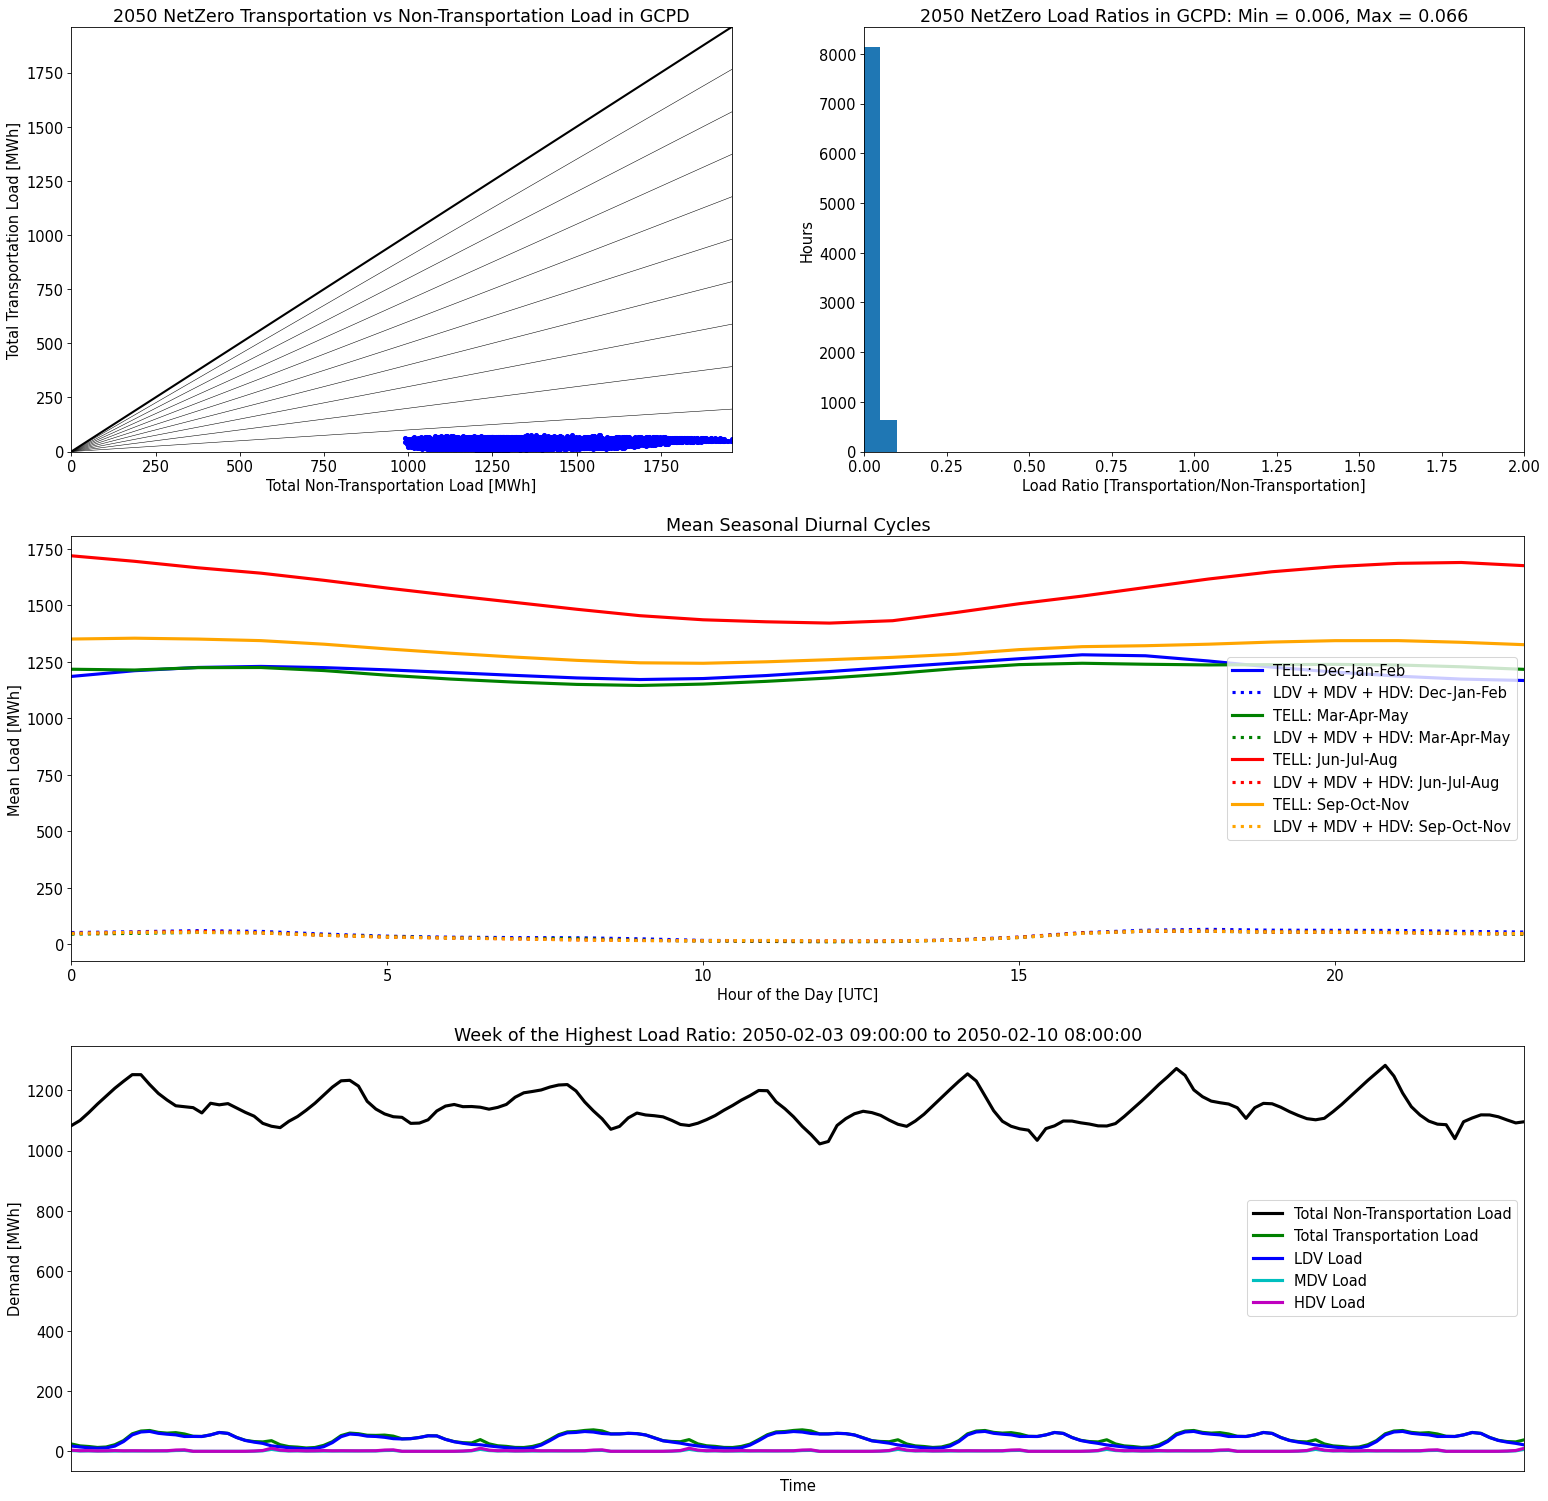 2050 NetZero Transportation vs Non-Transportation Load in GCPD
Total Transportation Load [MWh]
1750
1500
1250
1000
750
500
250
0
0 250 500 750 1000 1250 1500 1750
Total Non-Transportation Load [MWh]
2050 NetZero Load Ratios in GCPD: Min = 0.006, Max = 0.066
Hours
8000
7000
6000
5000
4000
3000
2000
1000
0
0.00 0.25 0.50 0.75 1.00 1.25 1.50 1.75 2.00
Load Ratio [Transportation/Non-Transportation]
Mean Seasonal Diurnal Cycles
Mean Load [MWh]
1750
1500
1250
1000
750
500
250
0
TELL: Dec-Jan-Feb
LDV + MDV + HDV: Dec-Jan-Feb
TELL: Mar-Apr-May
LDV + MDV + HDV: Mar-Apr-May
TELL: Jun-Jul-Aug
LDV + MDV + HDV: Jun-Jul-Aug
TELL: Sep-Oct-Nov
LDV + MDV + HDV: Sep-Oct-Nov
0 5 10 15 20
Hour of the Day [UTC]
Week of the Highest Load Ratio: 2050-02-03 09:00:00 to 2050-02-10 08:00:00
Demand [MWh]
1200
1000
800
600
400
200
0
Total Non-Transportation Load
Total Transportation Load
LDV Load
MDV Load
HDV Load
Time